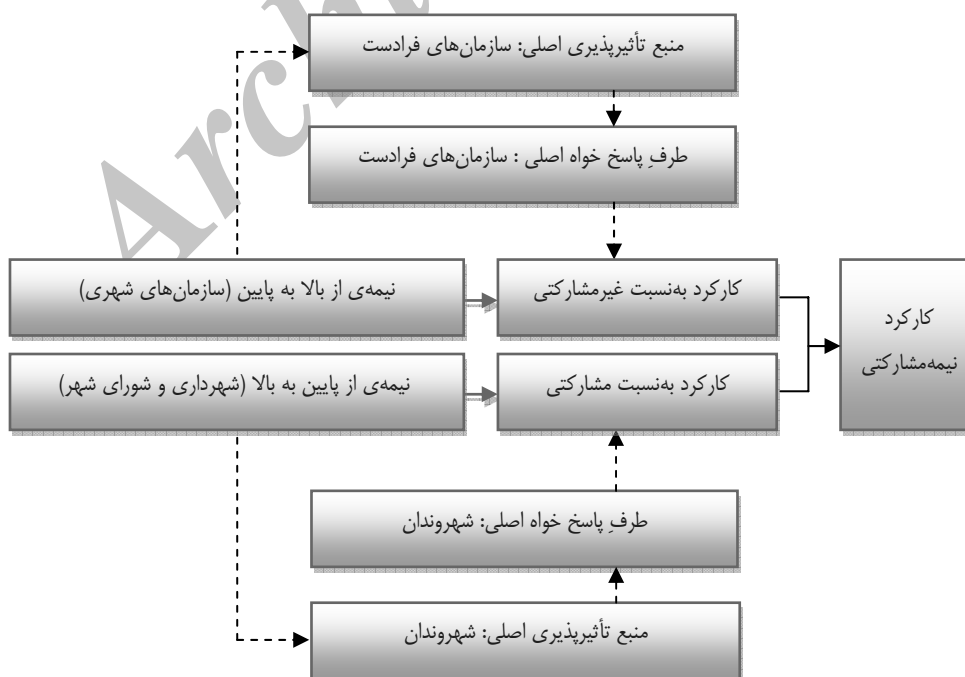 منبع تأثیرپذیری اصلی: سازمان‌های فرادست
طرفِ پاسخ خواه اصلی : سازمان‌های فرادست
نیمه‌ی از بالا به پایین (سازمان‌های شهری)
کارکرد به‌نسبت غیرمشارکتی
کارکرد
نیمه‌مشارکتی
نیمه‌ی از پایین به بالا (شهرداری و شورای شهر)
کارکرد به‌نسبت مشارکتی
طرفِ پاسخ خواه اصلی: شهروندان
منبع تأثیرپذیری اصلی: شهروندان